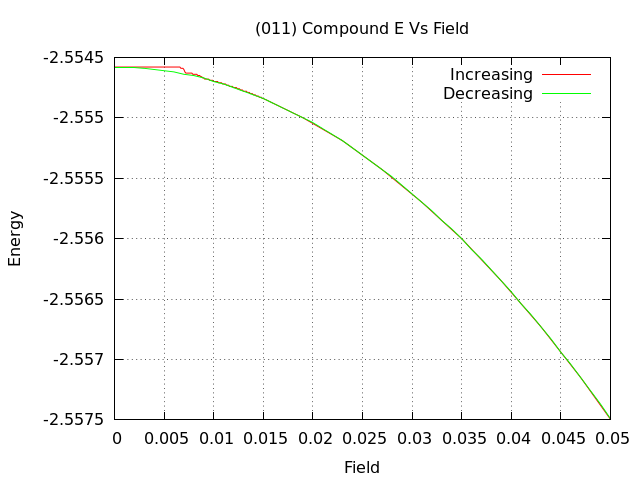 (011) Compound E Vs Field
-2.5545
Increasing
Decreasing
-2.555
-2.5555
-2.556
-2.5565
-2.557
-2.5575
Energy
0 0.005 0.01 0.015 0.02 0.025 0.03 0.035 0.04 0.045 0.05
Field